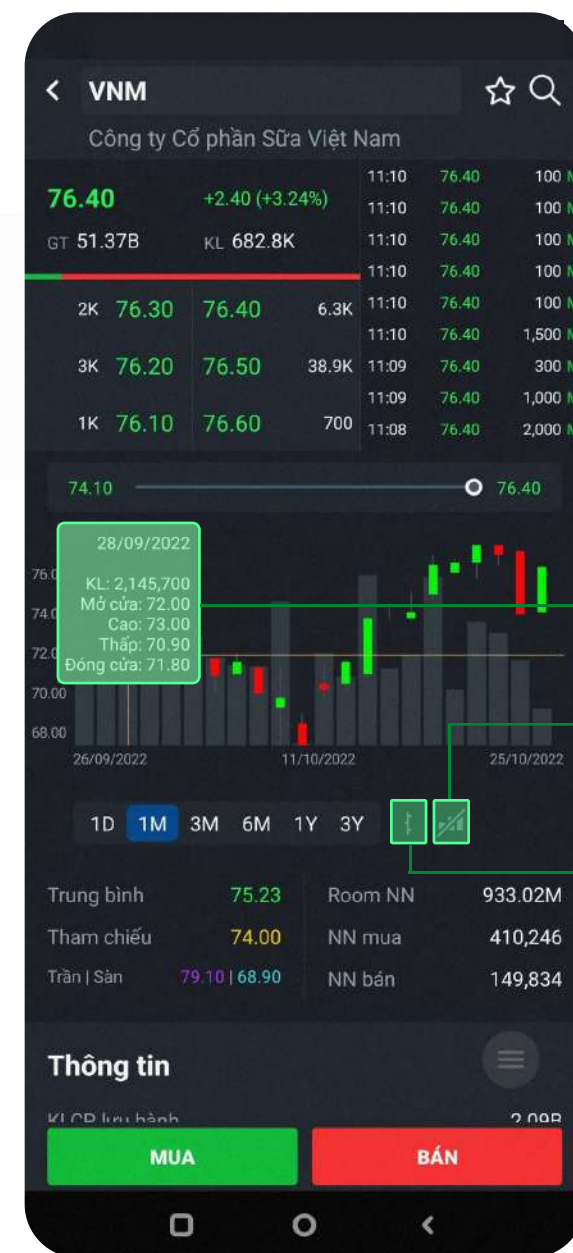 VNM
Công ty Cổ phần Sữa Việt Nam
76.40 +2.40 (+3.24%)
GT 51.37B KL 682.8K
2K 76.30 76.40 6.3K
3K 76.20 76.50 38.9K
1K 76.10 76.60 700
11:10 76.40 100 M
11:10 76.40 100 M
11:10 76.40 100 M
11:10 76.40 100 M
11:10 76.40 100 M
11:10 76.40 1,500 M
11:09 76.40 300 M
11:09 76.40 1,000 M
11:08 76.40 2,000 M
74.10 76.40
28/09/2022
KL: 2,145,700
Mở cửa: 72.00
Cao: 73.00
Thấp: 70.90
Đóng cửa: 71.80
76.0
74.0
72.0
70.00
68.00
26/09/2022 11/10/2022 25/10/2022
1D 1M 3M 6M 1Y 3Y
Trung bình 75.23 Room NN 933.02M
Tham chiếu 74.00 NN mua 410,246
Trần | Sàn 79.10 | 68.90 NN bán 149,834
Thông tin
KLCP lưu hành 2.09B
MUA BÁN